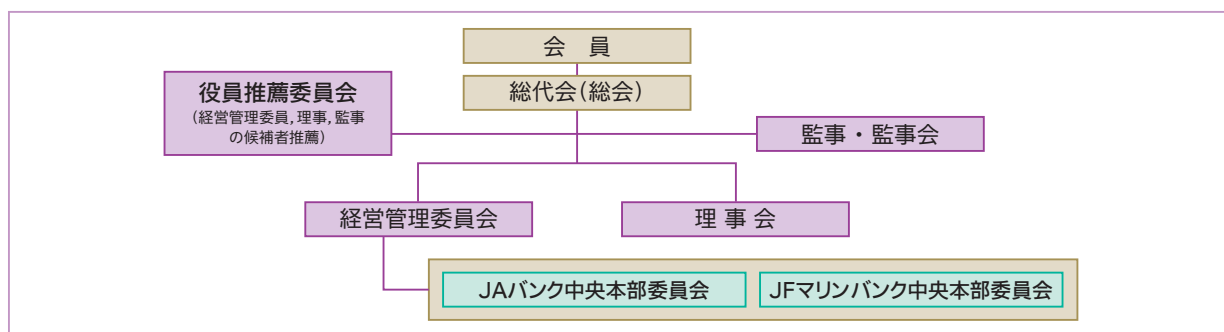 会　員
総代会（総会）
役員推薦委員会
（経営管理委員，理事，監事
の候補者推薦）
監事・監事会
経営管理委員会
理 事 会
JAバンク中央本部委員会
JFマリンバンク中央本部委員会